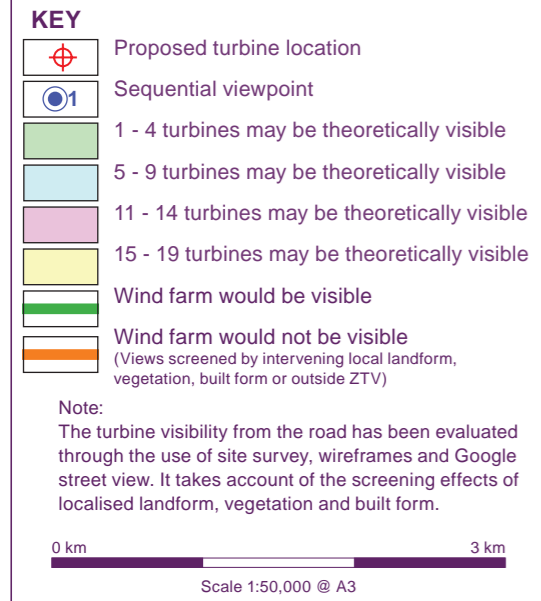 KEY
Proposed turbine location
1
Sequential viewpoint
1 - 4 turbines may be theoretically visible
5 - 9 turbines may be theoretically visible
11 - 14 turbines may be theoretically visible
15 - 19 turbines may be theoretically visible
Wind farm would be visible
Wind farm would not be visible
(Views screened by intervening local landform,
vegetation, built form or outside ZTV)
Note:
The turbine visibility from the road has been evaluated
through the use of site survey, wireframes and Google
street view. It takes account of the screening effects of
localised landform, vegetation and built form.
0 km 3 km
Scale 1:50,000 @ A3